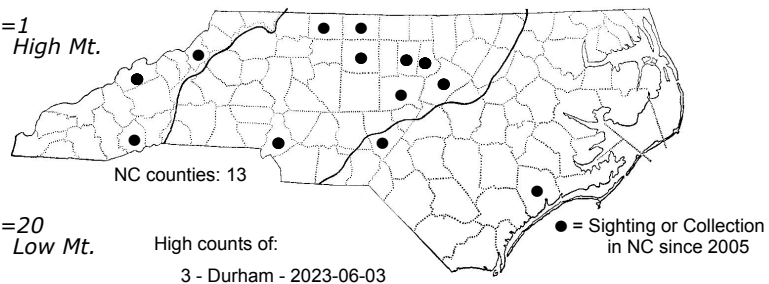 =1
High Mt.
NC counties: 13
=20
Low Mt.
High counts of:
3 - Durham - 2023-06-03
● = Sighting or Collection
in NC since 2005